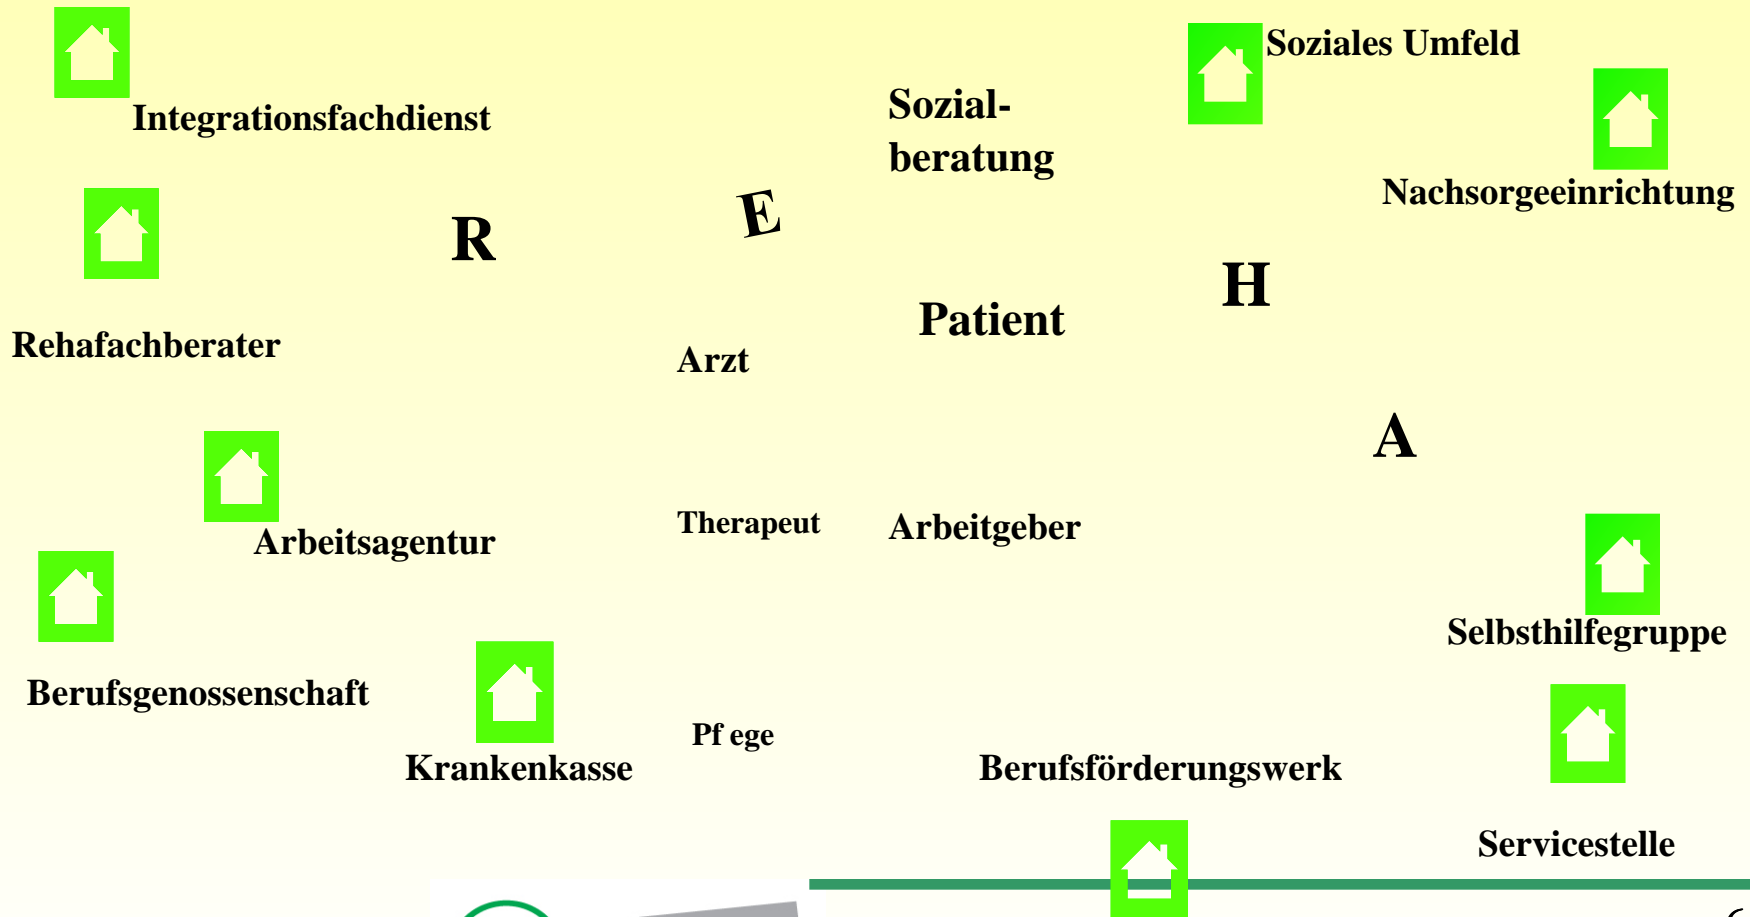 Soziales Umfeld
Integrationsfachdienst
Sozial-
beratung
Nachsorgeeinrichtung
R
E
H
A
Patient
Rehafachberater
Arzt
Arbeitsagentur
Therapeut
Arbeitgeber
Selbsthilfegruppe
Berufsgenossenschaft
Pf ege
Krankenkasse
Berufsförderungswerk
Servicestelle